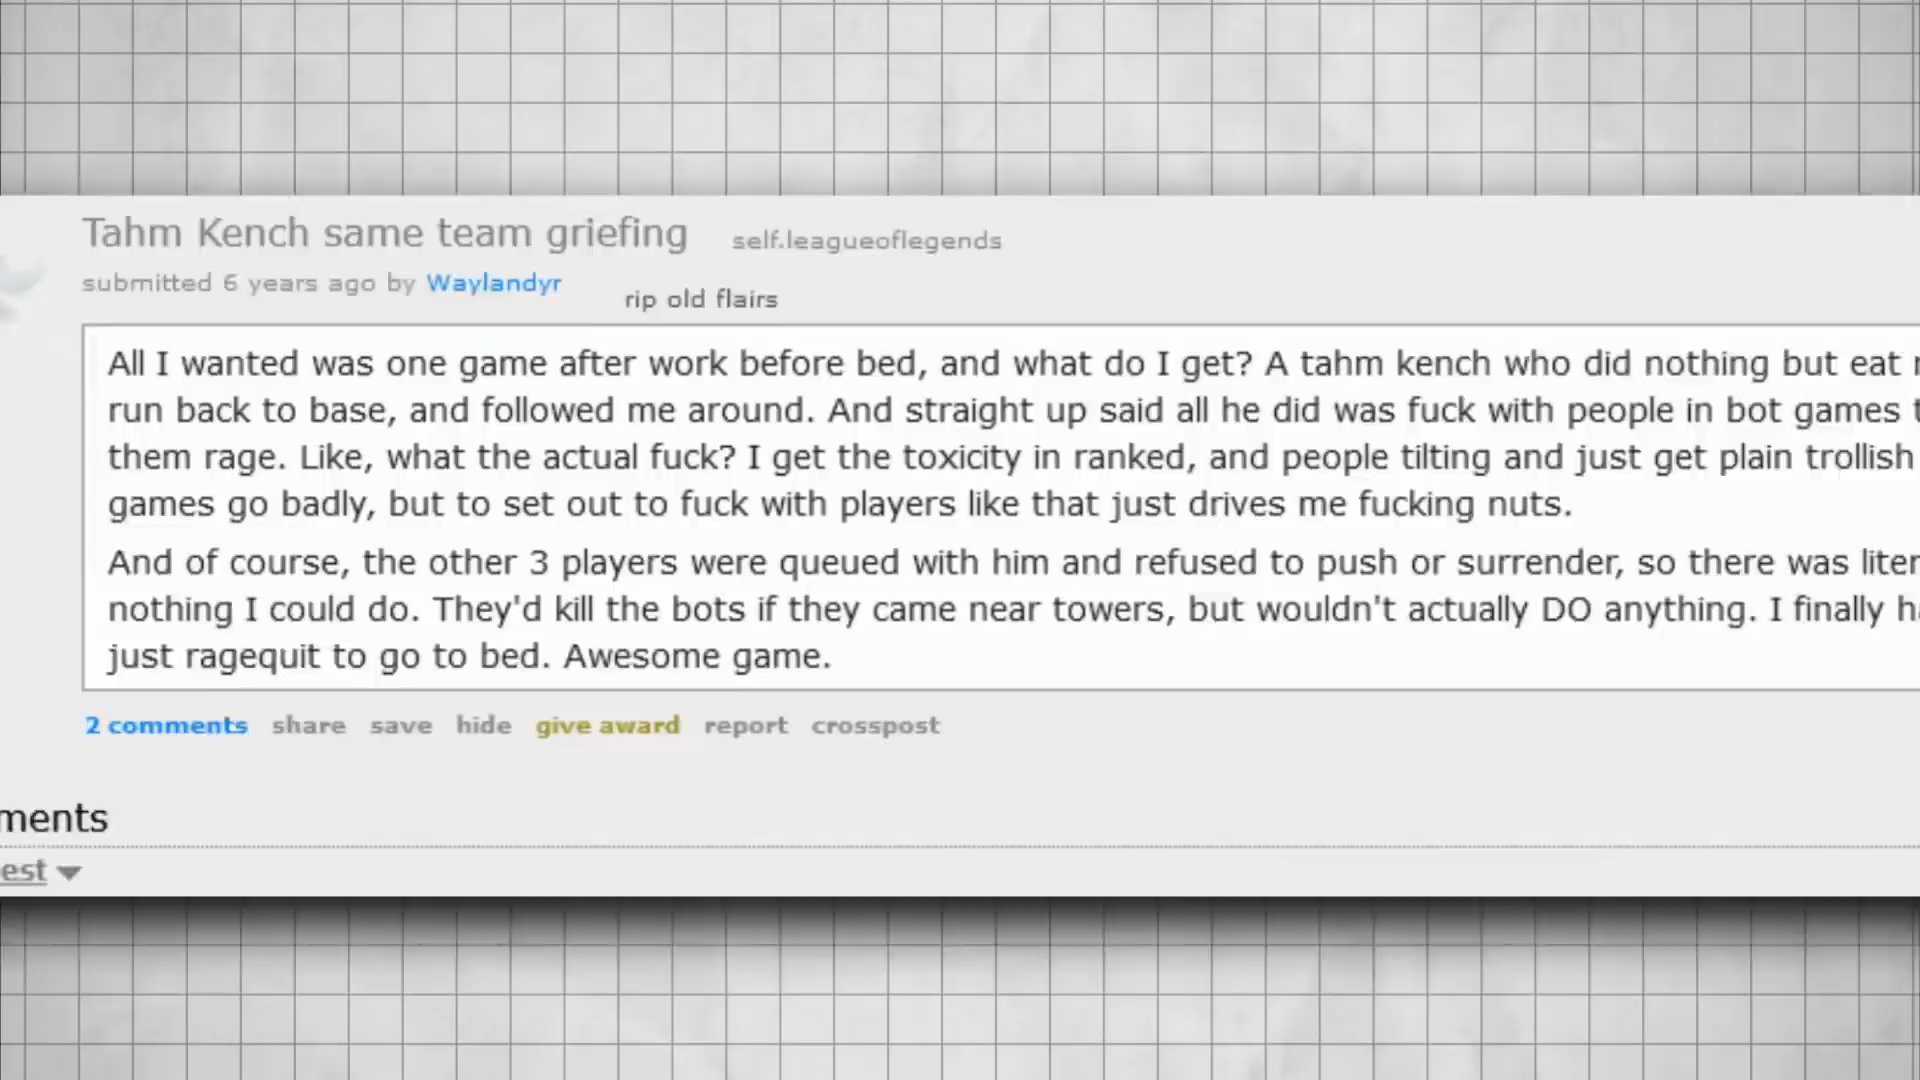 Tahm Kench same team griefing self.leagueoflegends
submitted 6 years ago by Waylandyr rip old flairs
All I wanted was one game after work before bed, and what do I get? A tahm kench who did nothing but eat
run back to base, and followed me around. And straight up said all he did was fuck with people in bot games
them rage. Like, what the actual fuck? I get the toxicity in ranked, and people tilting and just get plain trollish
games go badly, but to set out to fuck with players like that just drives me fucking nuts.
And of course, the other 3 players were queued with him and refused to push or surrender, so there was liter
nothing I could do. They'd kill the bots if they came near towers, but wouldn't actually DO anything. I finally
just ragequit to go to bed. Awesome game.
2 comments share save hide give award report crosspost
ments
est